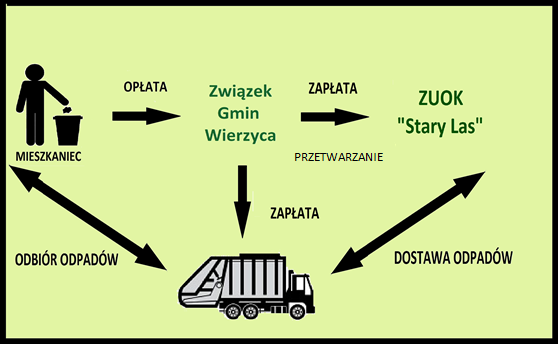 OPŁATA
Związek
Gmin
Wierzyca
ZAPŁATA
ZUOK
"Stary Las"
MIESZKANIEC
PRZETWARZANIE
ZAPŁATA
ODBIÓR ODPADÓW
DOSTAWA ODPADÓW